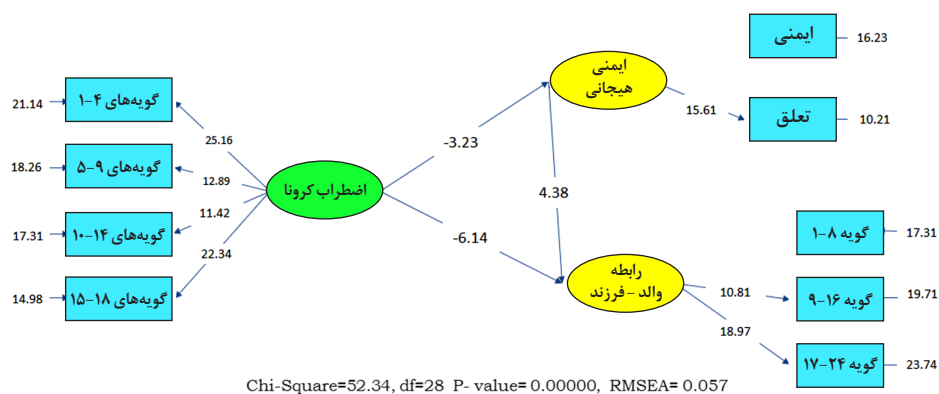 ایمنی
16.23
ایمنی
هیجانی
15.61
تعلق
10.21
21.14
گویه‌های ۴-۱
25.16
-3.23
18.26
گویه‌های ۹-۵
12.89
اضطراب کرونا
4.38
17.31
گویه‌های ۱۴-۱۰
11.42
22.34
-6.14
گویه ۸-۱
17.31
14.98
گویه‌های ۱۸-۱۵
رابطه
والد-فرزند
10.81
گویه ۱۶-۹
19.71
18.97
گویه ۲۴-۱۷
23.74
Chi-Square=52.34, df=28 P- value= 0.00000, RMSEA= 0.057